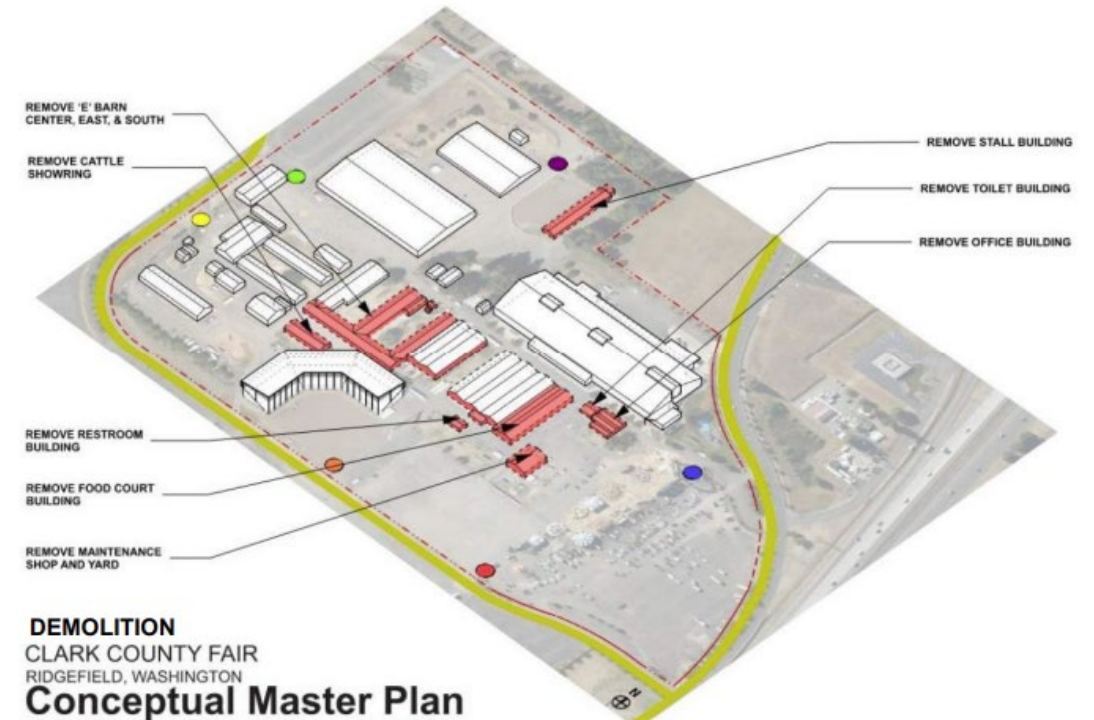 REMOVE 'E' BARN
CENTER, EAST, & SOUTH
REMOVE CATTLE
SHOWRING
REMOVE STALL BUILDING
REMOVE TOILET BUILDING
REMOVE OFFICE BUILDING
REMOVE RESTROOM
BUILDING
REMOVE FOOD COURT
BUILDING
REMOVE MAINTENANCE
SHOP AND YARD
DEMOLITION
CLARK COUNTY FAIR
RIDGEFIELD, WASHINGTON
Conceptual Master Plan
N